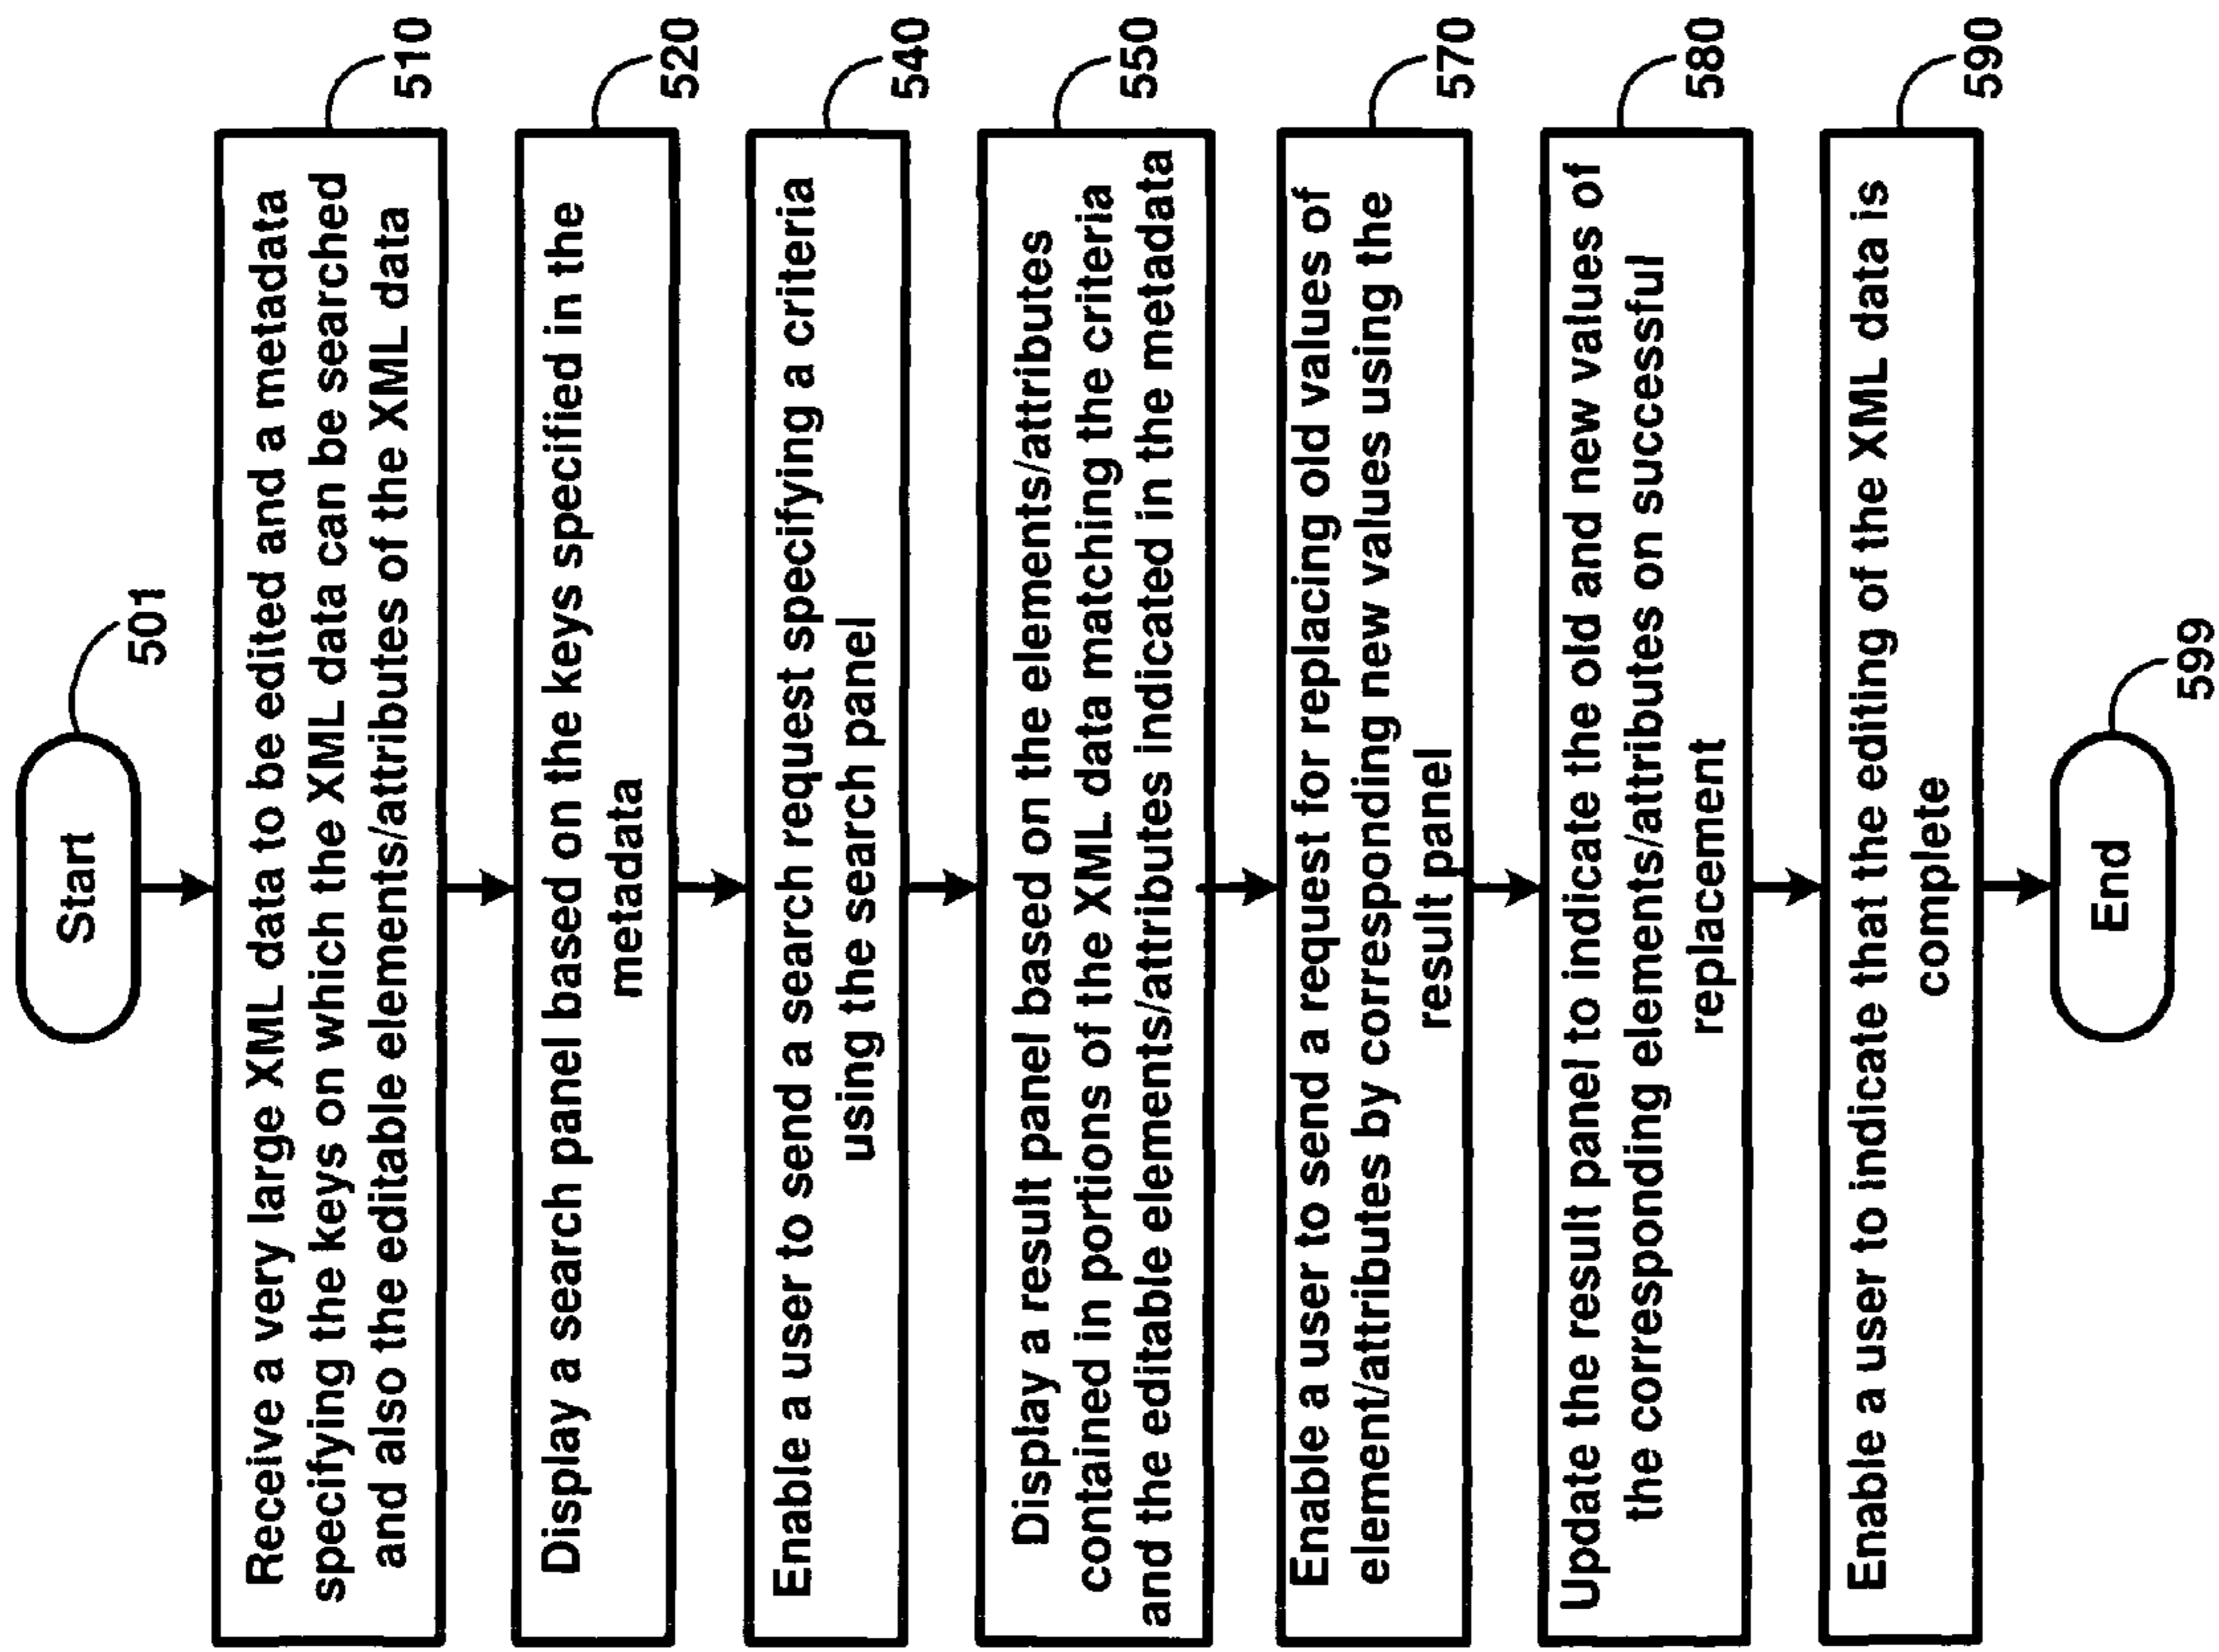 Start
501
Receive a very large XML data to be edited and a metadata
specifying the keys on which the XML data can be searched
and also the editable elements/attributes of the XML data
510
Display a search panel based on the keys specified in the
metadata
520
Enable a user to send a search request specifying a criteria
using the search panel
540
Display a result panel based on the elements/attributes
contained in portions of the XML data matching the criteria
and the editable elements/attributes indicated in the metadata
550
Enable a user to send a request for replacing old values of
element/attributes by corresponding new values using the
result panel
570
Update the result panel to indicate the old and new values of
the corresponding elements/attributes on successful
replacement
580
Enable a user to indicate that the editing of the XML data is
complete
590
End
599